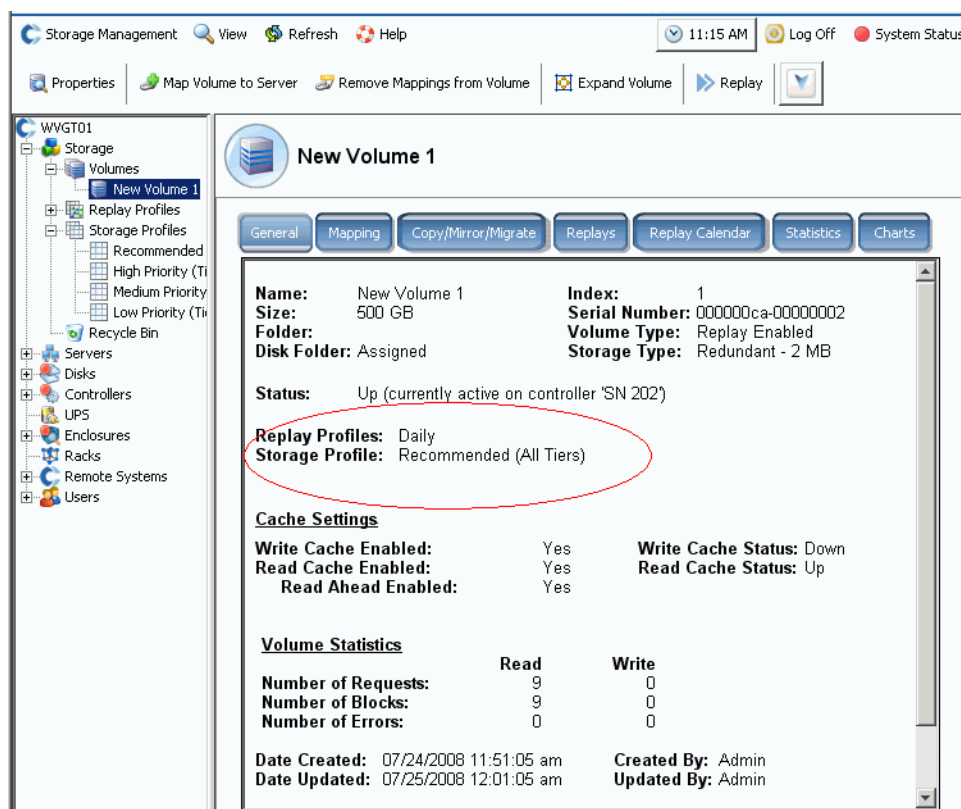 Storage Management View Refresh Help 11:15 AM Log Off System Status
Properties Map Volume to Server Remove Mappings from Volume Expand Volume Replay
WVGT01
Storage
Volumes
New Volume 1
Replay Profiles
Storage Profiles
Recommended
High Priority (Ti
Medium Priority
Low Priority (Tie
Recycle Bin
Servers
Disks
Controllers
UPS
Enclosures
Racks
Remote Systems
Users
New Volume 1
General Mapping Copy/Mirror/Migrate Replays Replay Calendar Statistics Charts
Name: New Volume 1 Index: 1
Size: 500 GB Serial Number: 000000ca-00000002
Folder: Volume Type: Replay Enabled
Disk Folder: Assigned Storage Type: Redundant - 2 MB
Status: Up (currently active on controller 'SN 202')
Replay Profiles: Daily
Storage Profile: Recommended (All Tiers)
Cache Settings
Write Cache Enabled: Yes Write Cache Status: Down
Read Cache Enabled: Yes Read Cache Status: Up
Read Ahead Enabled: Yes
Volume Statistics
Read Write
Number of Requests: 9 0
Number of Blocks: 9 0
Number of Errors: 0 0
Date Created: 07/24/2008 11:51:05 am Created By: Admin
Date Updated: 07/25/2008 12:01:05 am Updated By: Admin